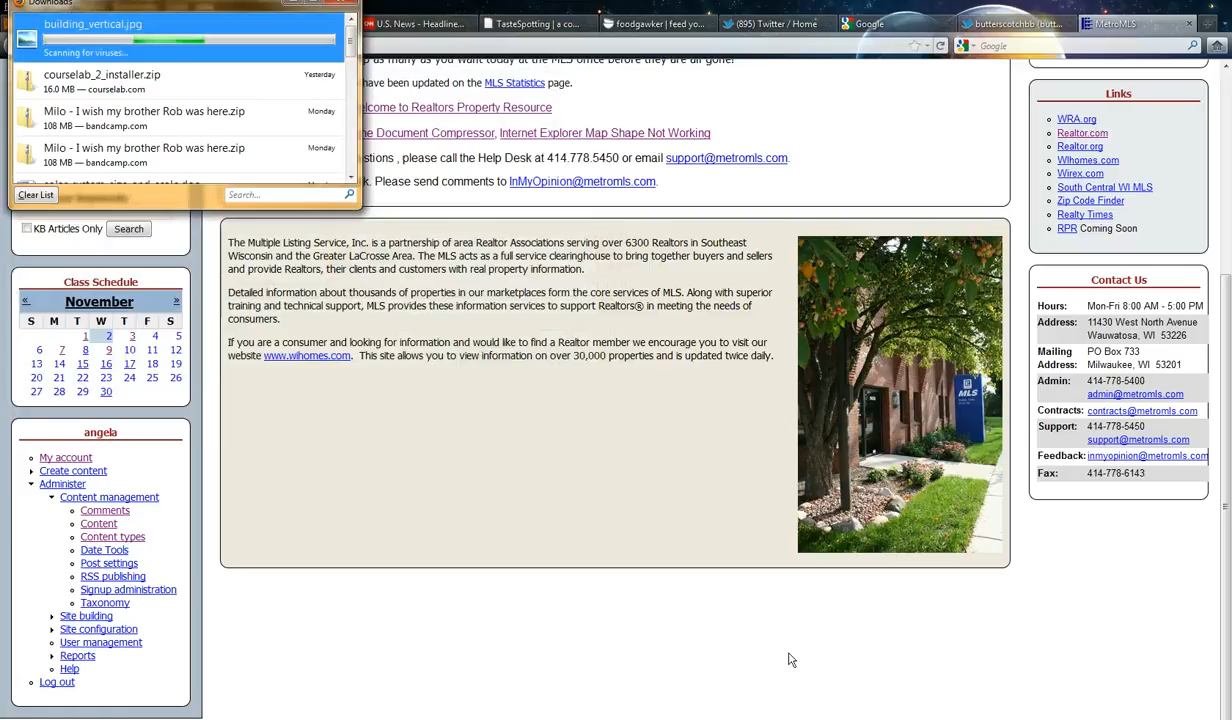 Downloads
building_vertical.jpg
Scanning for viruses...
courselab_2_installer.zip
Yesterday
16.0 MB — courselab.com
Milo - I wish my brother Rob was here.zip
Monday
108 MB — bandcamp.com
Milo - I wish my brother Rob was here.zip
Monday
108 MB — bandcamp.com
Clear List
Search...
U.S. News - Headline...
TasteSpotting | a co...
foodgawker | feed yo...
(895) Twitter / Home
Google
butterscotchbb (butt...
MetroMLS
Google
as many as you want today at the MLS office before they are all gone!
have been updated on the MLS Statistics page.
elcome to Realtors Property Resource
he Document Compressor, Internet Explorer Map Shape Not Working
stions , please call the Help Desk at 414.778.5450 or email support@metromls.com.
k. Please send comments to InMyOpinion@metromls.com.
KB Articles Only
Search
Class Schedule
« November »
S M T W T F S
1 2 3 4 5
6 7 8 9 10 11 12
13 14 15 16 17 18 19
20 21 22 23 24 25 26
27 28 29 30
angela
My account
Create content
Administer
Content management
Comments
Content
Content types
Date Tools
Post settings
RSS publishing
Signup administration
Taxonomy
Site building
Site configuration
User management
Reports
Help
Log out
The Multiple Listing Service, Inc. is a partnership of area Realtor Associations serving over 6300 Realtors in Southeast
Wisconsin and the Greater LaCrosse Area. The MLS acts as a full service clearinghouse to bring together buyers and sellers
and provide Realtors, their clients and customers with real property information.
Detailed information about thousands of properties in our marketplaces form the core services of MLS. Along with superior
training and technical support, MLS provides these information services to support Realtors® in meeting the needs of
consumers.
If you are a consumer and looking for information and would like to find a Realtor member we encourage you to visit our
website www.wihomes.com. This site allows you to view information on over 30,000 properties and is updated twice daily.
MLS
Links
WRA.org
Realtor.com
Realtor.org
WIhomes.com
Wirex.com
South Central WI MLS
Zip Code Finder
Realty Times
RPR Coming Soon
Contact Us
Hours: Mon-Fri 8:00 AM - 5:00 PM
Address: 11430 West North Avenue
Wauwatosa, WI 53226
Mailing PO Box 733
Address: Milwaukee, WI 53201
Admin: 414-778-5400
admin@metromls.com
Contracts: contracts@metromls.com
Support: 414-778-5450
support@metromls.com
Feedback: inmyopinion@metromls.com
Fax: 414-778-6143